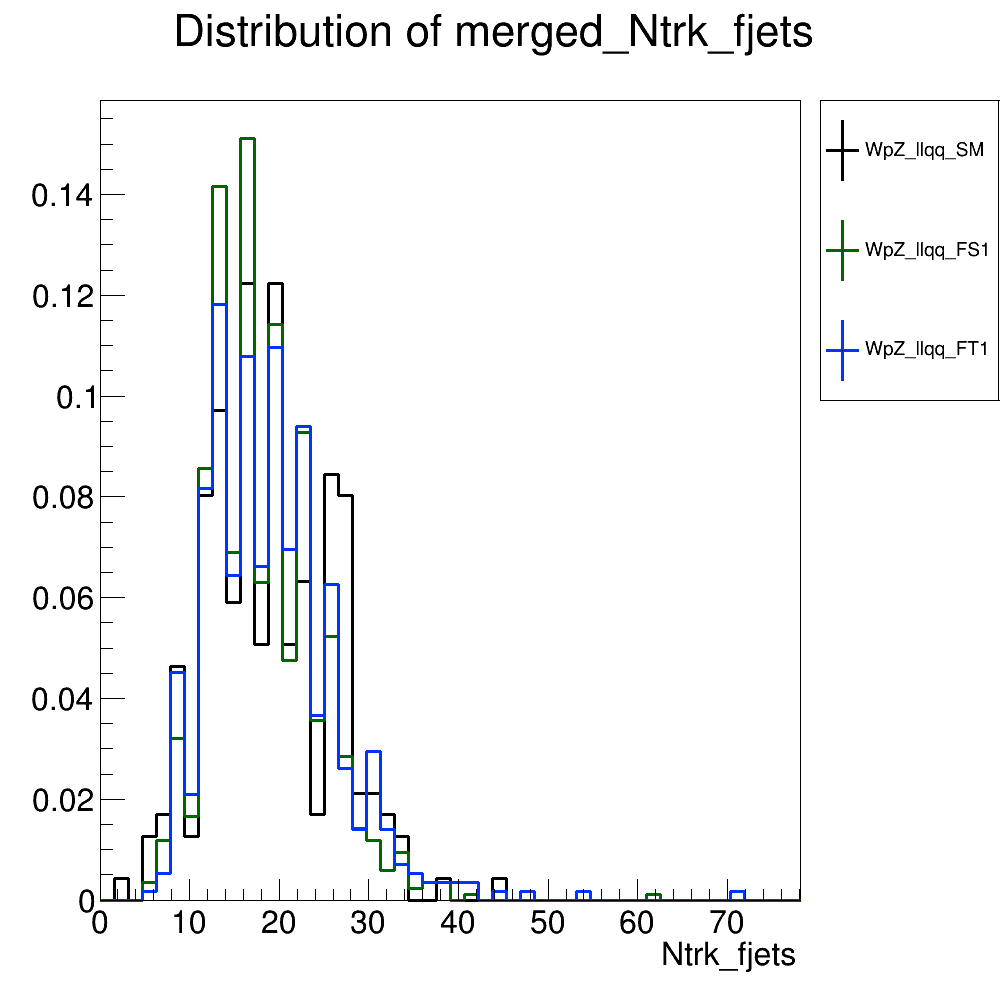 Distribution of merged_Ntrk_fjets
WpZ_llqq_SM
WpZ_llqq_FS1
WpZ_llqq_FT1
0.14
0.12
0.1
0.08
0.06
0.04
0.02
0
0 10 20 30 40 50 60 70
Ntrk_fjets